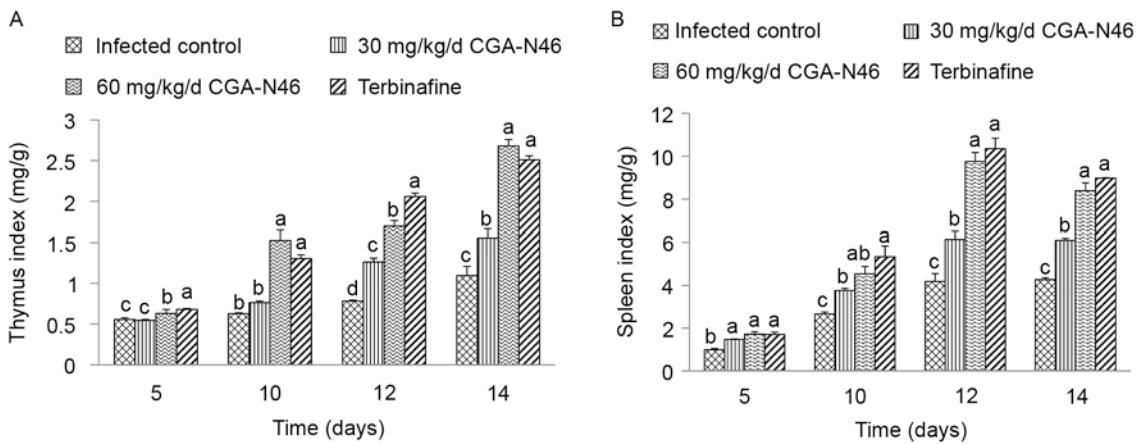 A
Infected control
30 mg/kg/d CGA-N46
60 mg/kg/d CGA-N46
Terbinafine
Thymus index (mg/g)
3
2.5
2
1.5
1
0.5
0
c c b a
b b a a
d c b a
c b a a
5 10 12 14
Time (days)
B
Infected control
30 mg/kg/d CGA-N46
60 mg/kg/d CGA-N46
Terbinafine
Spleen index (mg/g)
12
10
8
6
4
2
0
b a a a
c b ab a
c b a a
c b a a
5 10 12 14
Time (days)